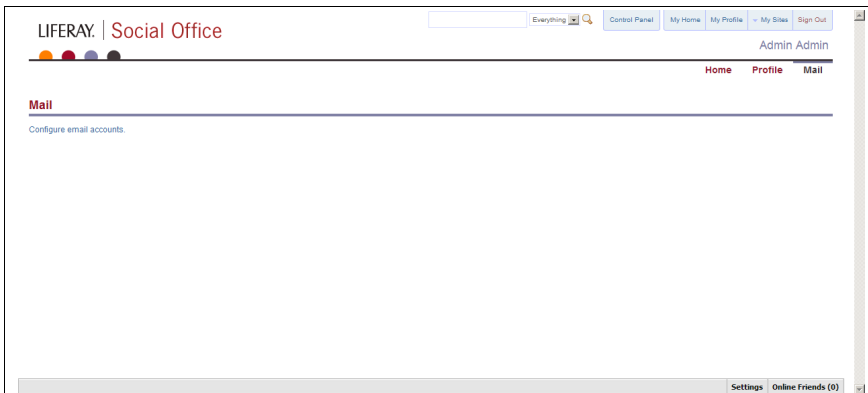 LIFERAY. | Social Office
Everything
Control Panel
My Home My Profile My Sites Sign Out
Admin Admin
Home Profile Mail
Mail
Configure email accounts.
Settings Online Friends (0)